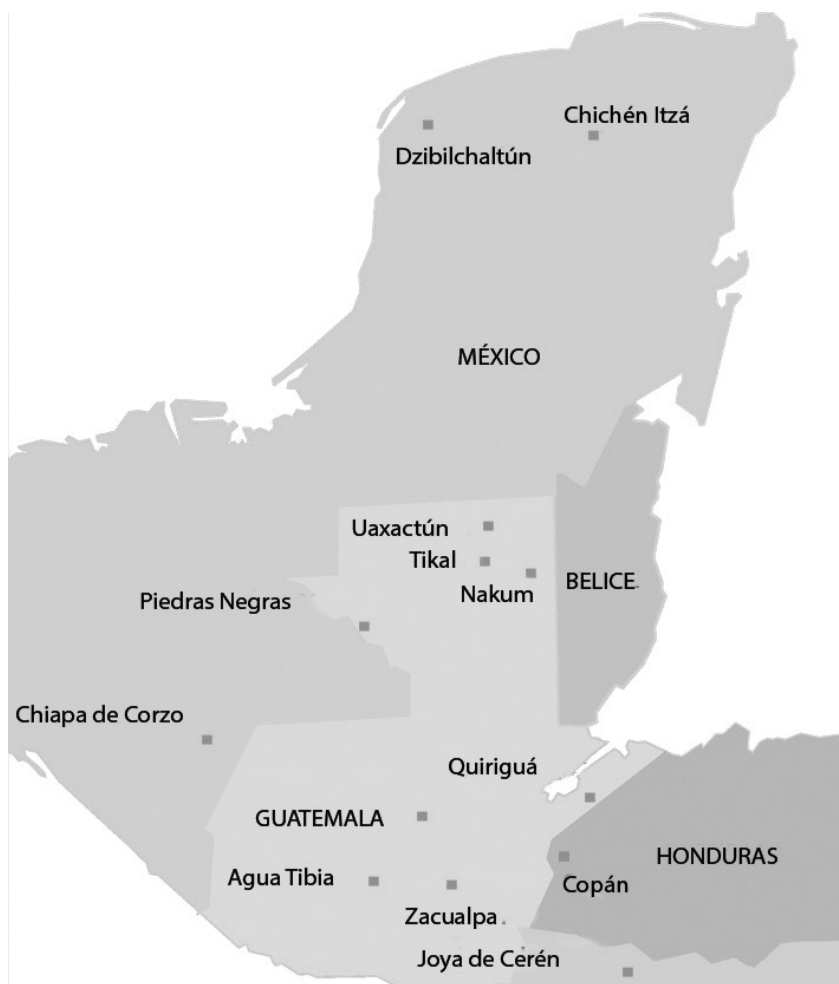 Chichén Itzá
Dzibilchaltún
MÉXICO
Uaxactún
Tikal
Nakum
BELICE
Piedras Negras
Chiapa de Corzo
Quiriguá
GUATEMALA
HONDURAS
Agua Tibia
Copán
Zacualpa
Joya de Cerén